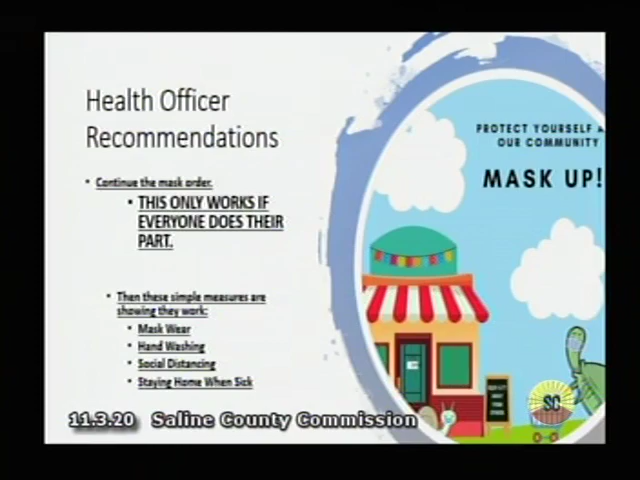 Health Officer
Recommendations
• Continue the mask order.
• THIS ONLY WORKS IF
EVERYONE DOES THEIR
PART.
• Then these simple measures are
showing they work:
• Mask Wear
• Hand Washing
• Social Distancing
• Staying Home When Sick
PROTECT YOURSELF
OUR COMMUNITY
MASK UP!
SC
11.3.20 Saline County Commission